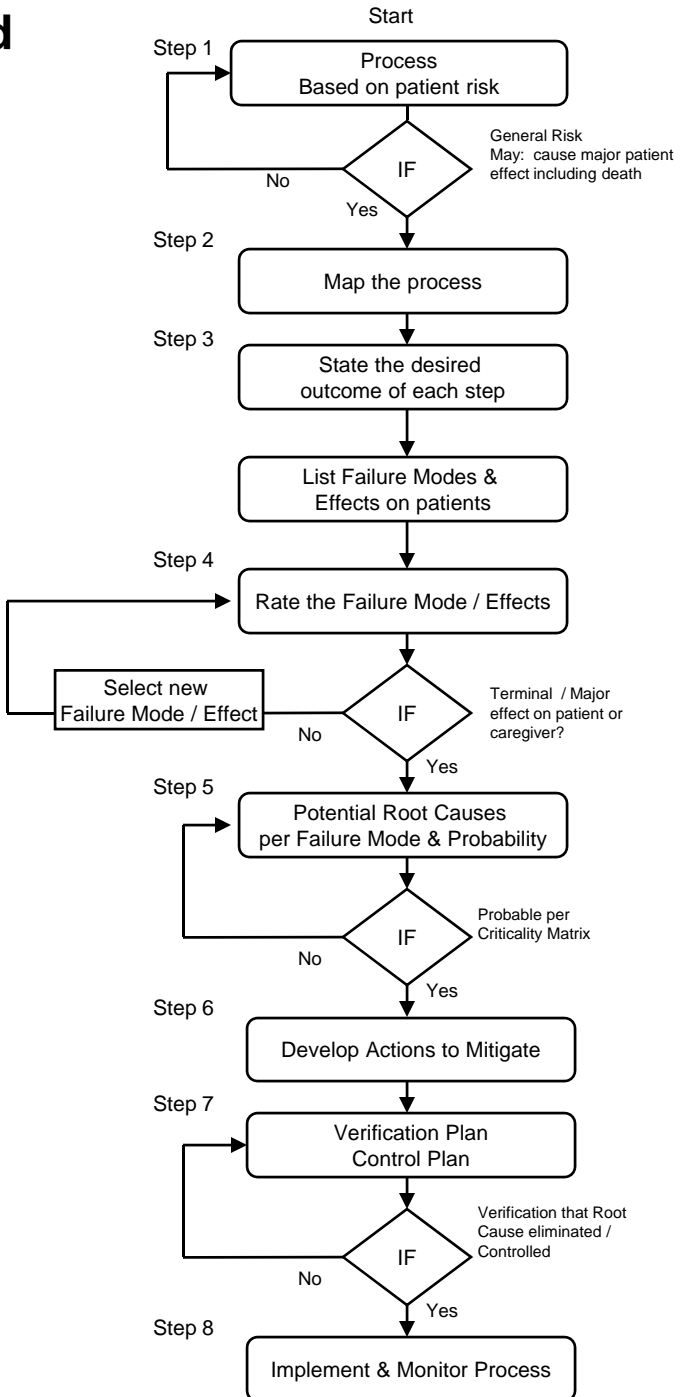 d
Start
Step 1
Process
Based on patient risk
General Risk
May:  cause major patient
effect including death
IF
No
Yes
Step 2
Map the process
Step 3
State the desired
outcome of each step
List Failure Modes &
Effects on patients
Step 4
Rate the Failure Mode / Effects
Select new
Failure Mode / Effect
IF
Terminal  / Major
effect on patient or
caregiver?
No
Yes
Step 5
Potential Root Causes
per Failure Mode & Probability
Probable per
Criticality Matrix
IF
No
Yes
Step 6
Develop Actions to Mitigate
Step 7
Verification Plan
Control Plan
Verification that Root
Cause eliminated /
Controlled
IF
No
Yes
Step 8
Implement & Monitor Process